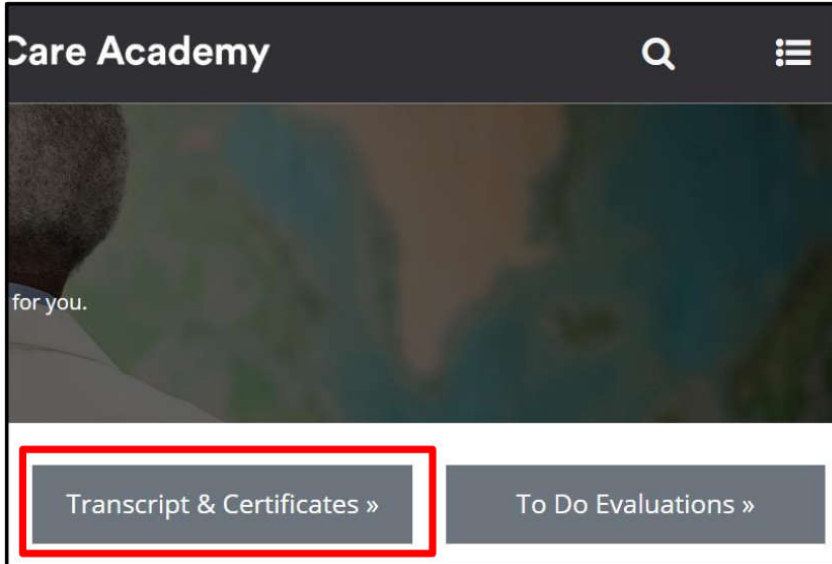 Care Academy
for you.
Transcript & Certificates »
To Do Evaluations »